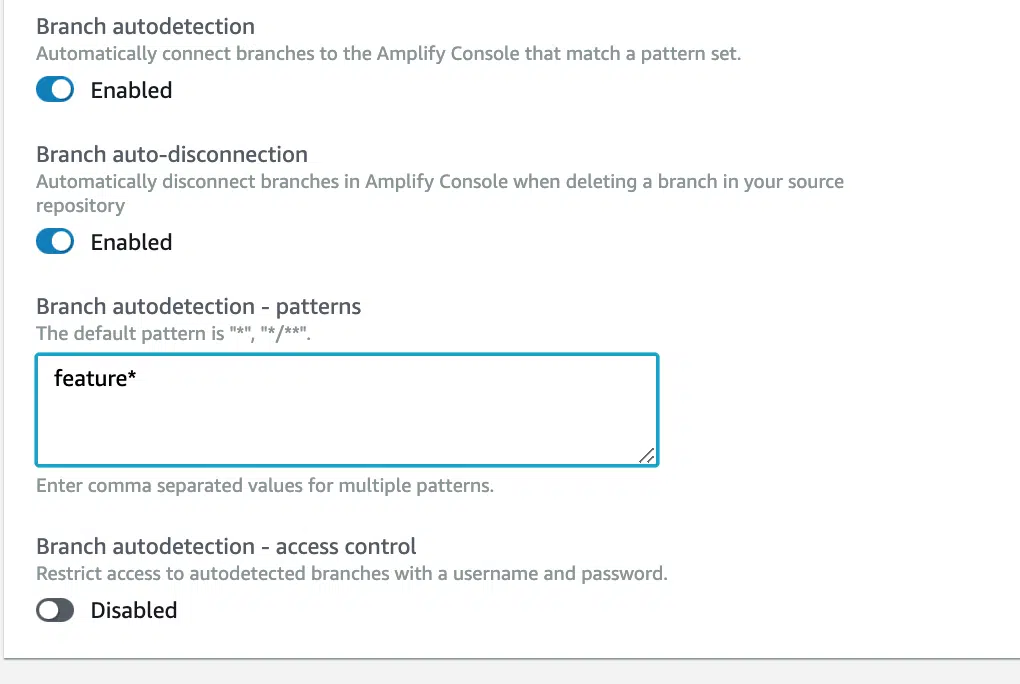 Branch autodetection
Automatically connect branches to the Amplify Console that match a pattern set.
Enabled
Branch auto-disconnection
Automatically disconnect branches in Amplify Console when deleting a branch in your source
repository
Enabled
Branch autodetection - patterns
The default pattern is "*", "*/**".
feature*
Enter comma separated values for multiple patterns.
Branch autodetection - access control
Restrict access to autodetected branches with a username and password.
Disabled